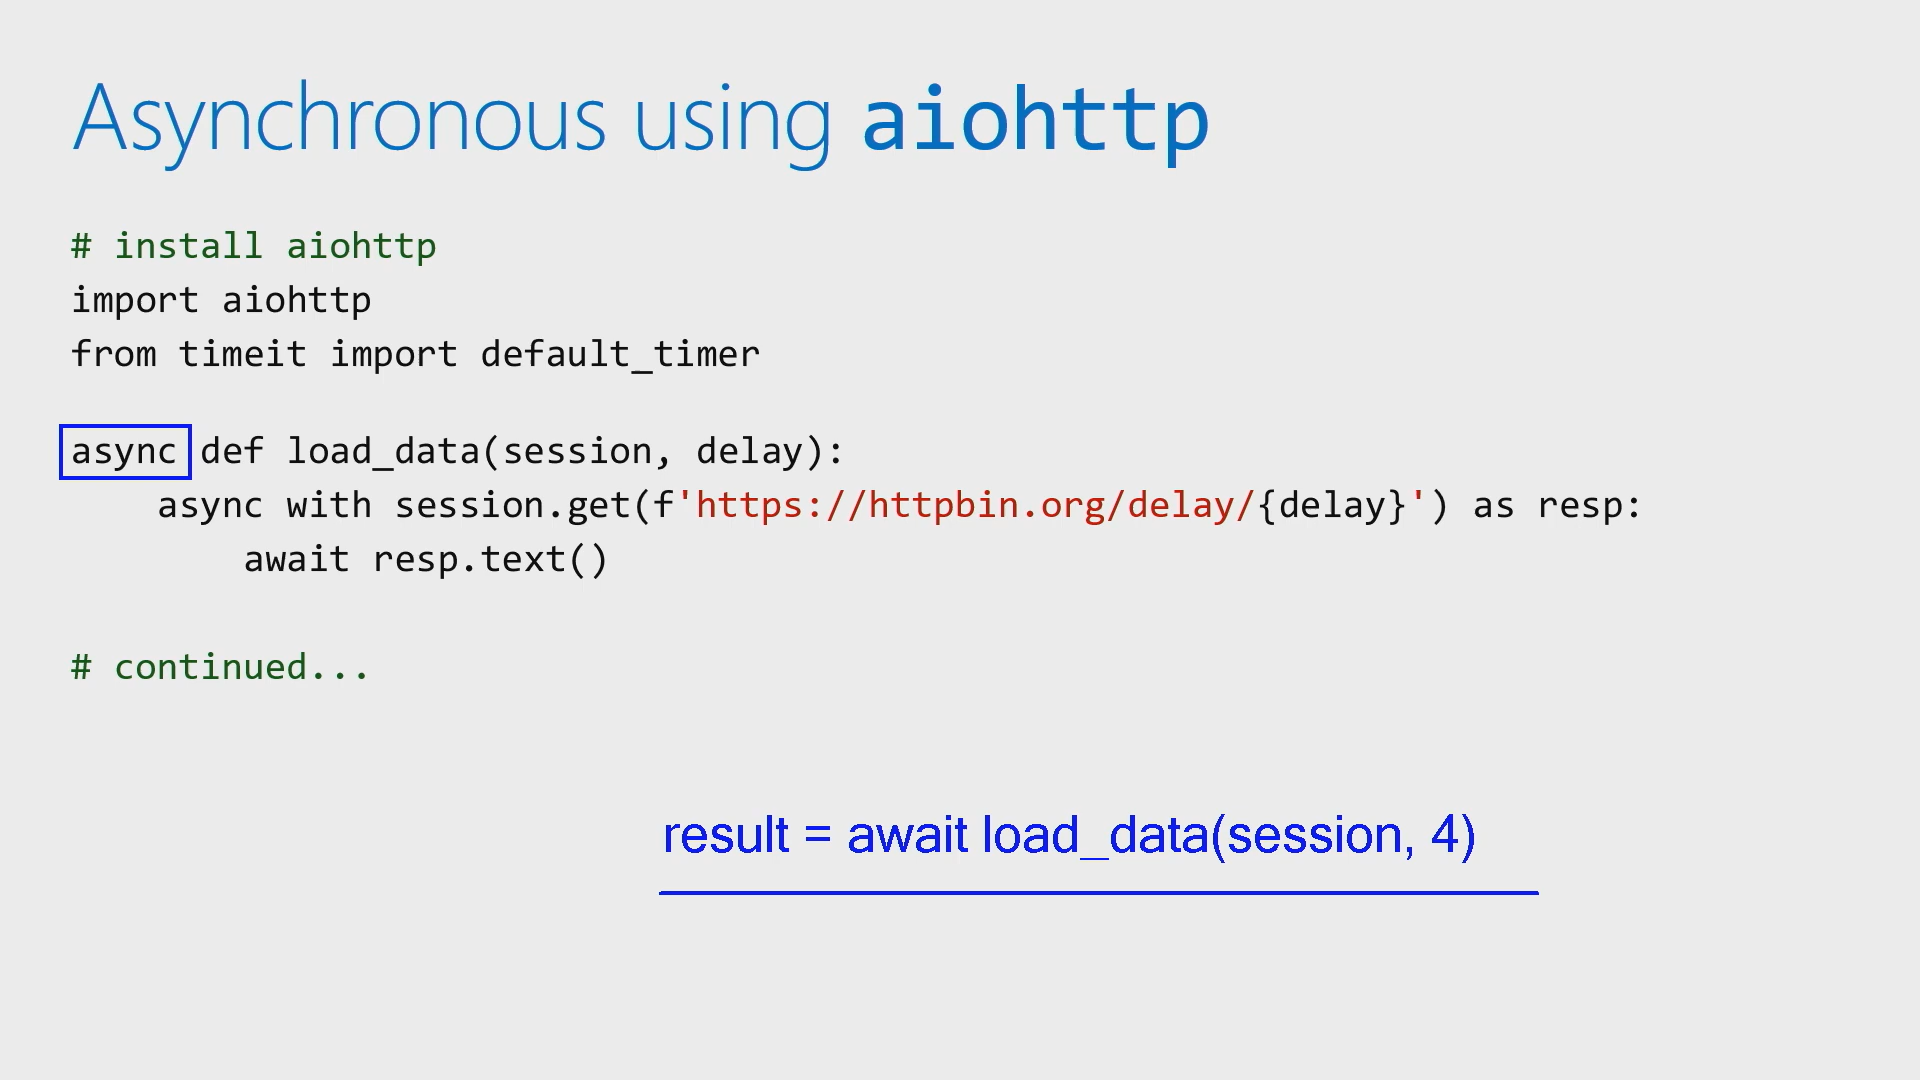 Asynchronous using aiohttp
# install aiohttp
import aiohttp
from timeit import default_timer
async def load_data(session, delay):
    async with session.get(f'https://httpbin.org/delay/{delay}') as resp:
        await resp.text()
# continued...
result = await load_data(session, 4)